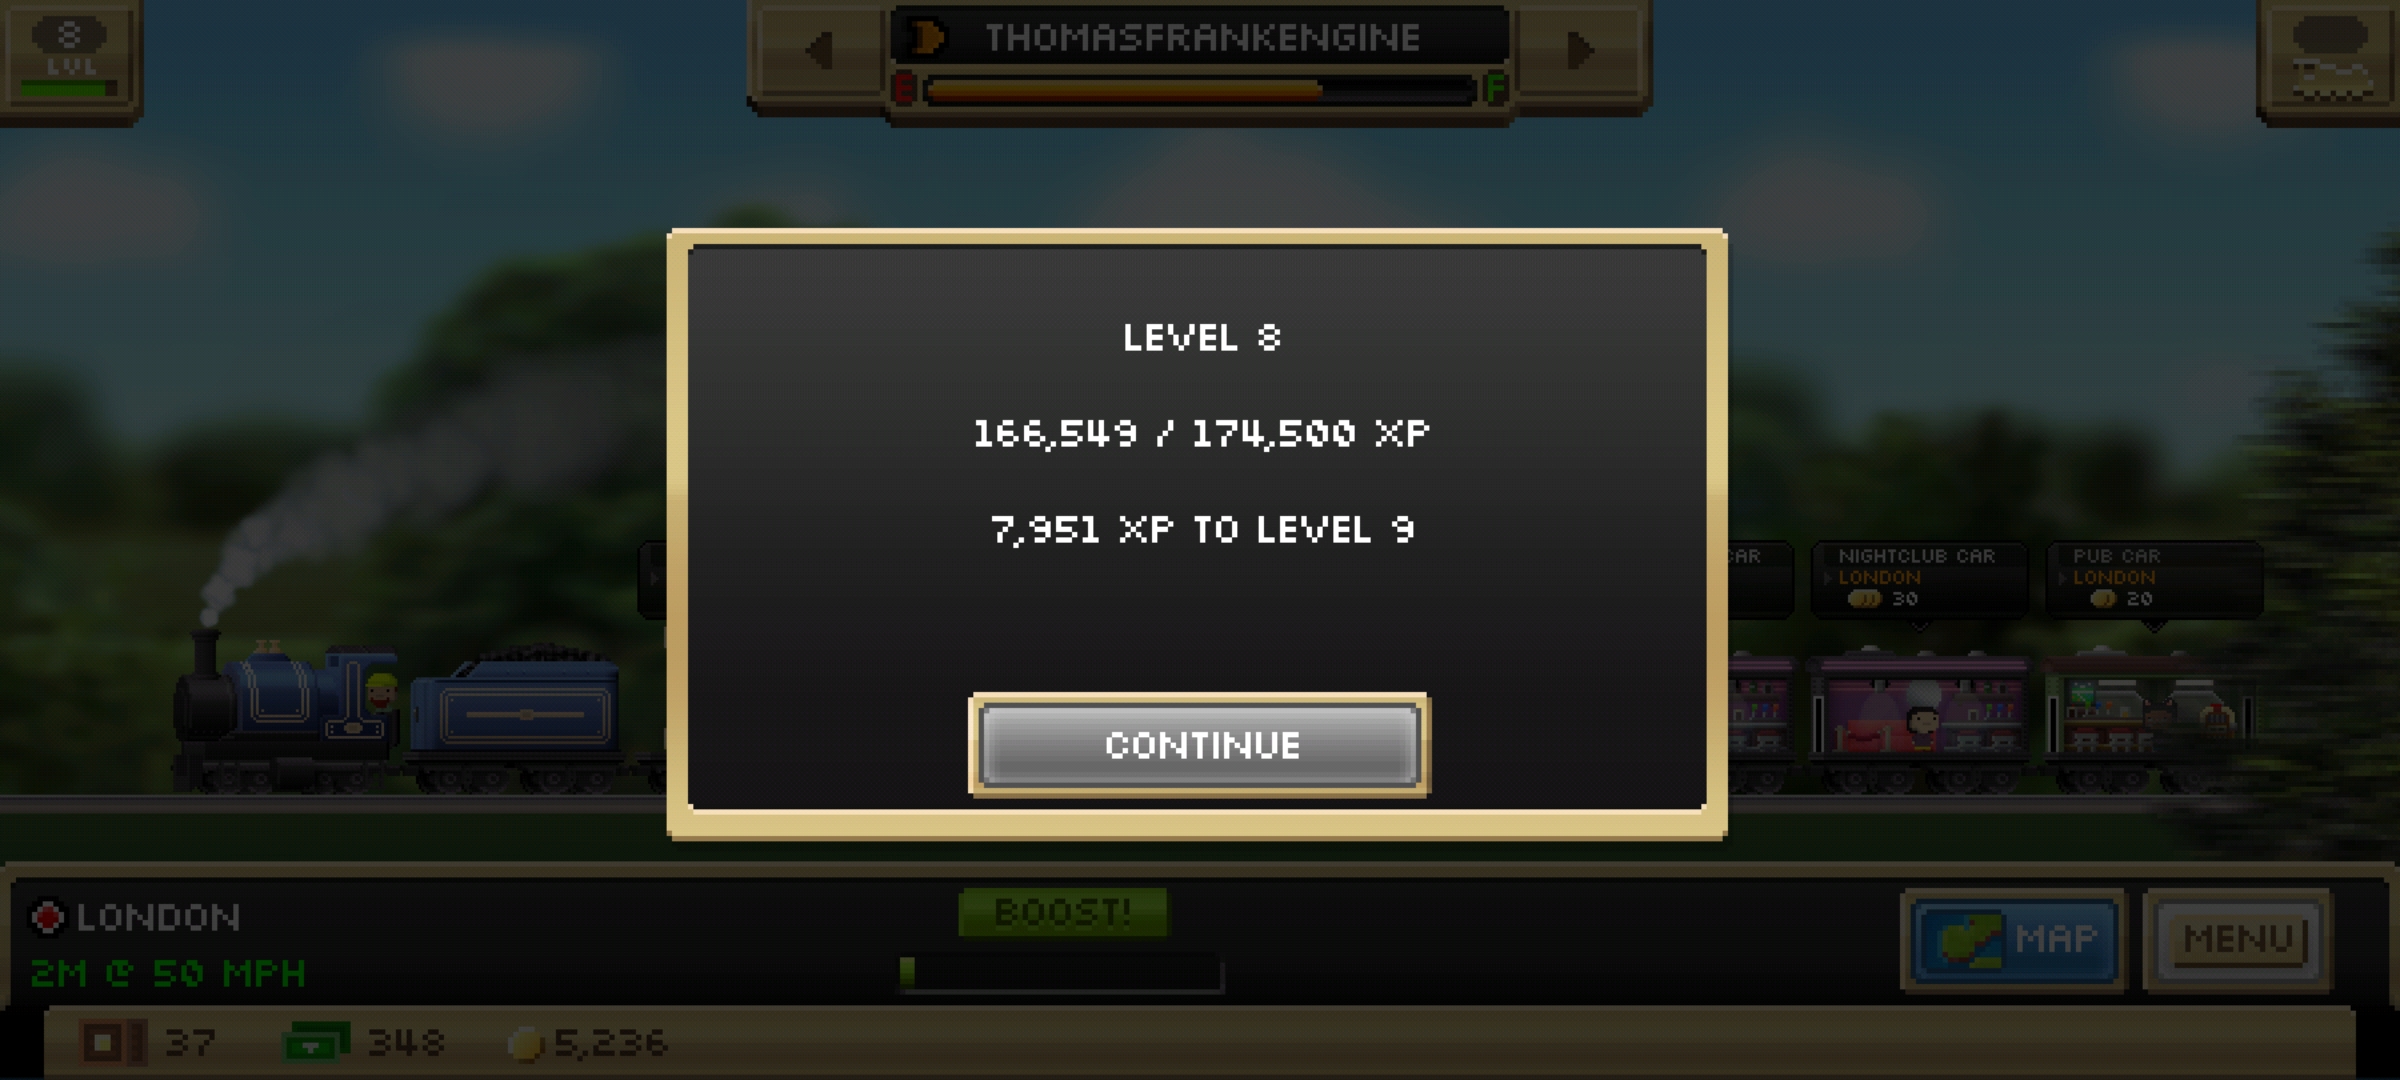 8
LVL
THOMASFRANKENGINE
E F
LEVEL 8
166,549 / 174,500 XP
7,951 XP TO LEVEL 9
CONTINUE
CAR
NIGHTCLUB CAR
LONDON
30
PUB CAR
LONDON
20
LONDON
2M @ 50 MPH
BOOST!
MAP
MENU
37
348
5,236